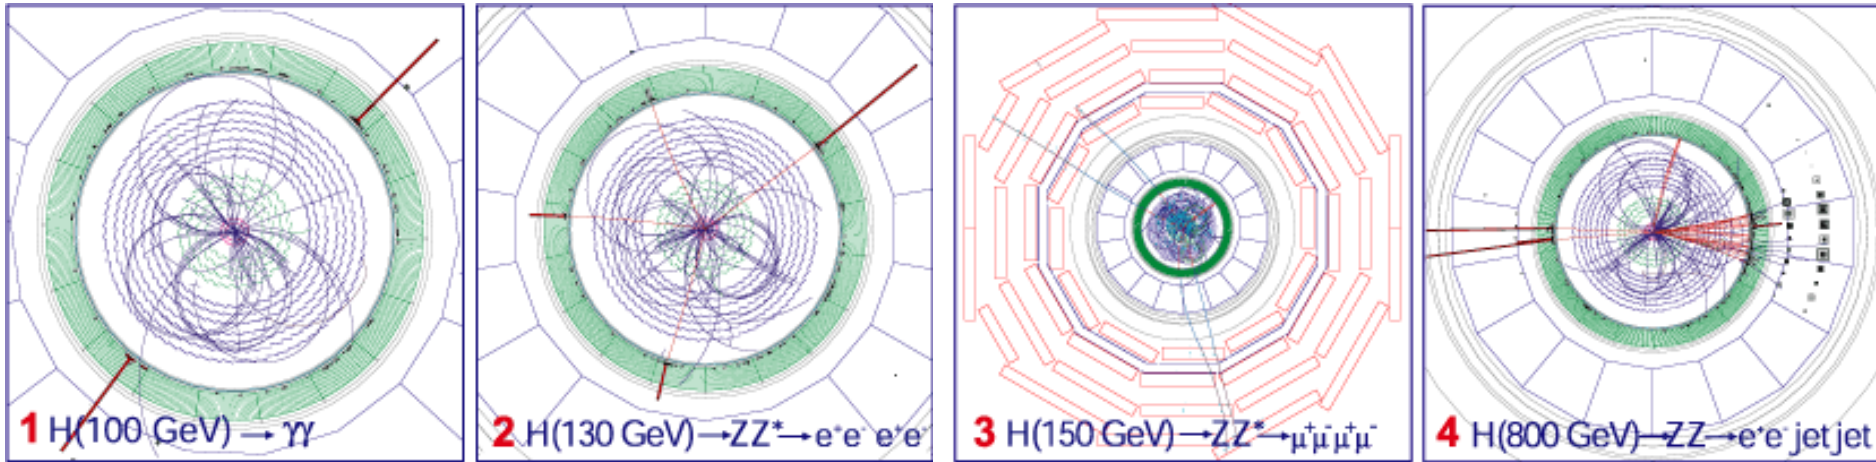 1 H(100 GeV) → γγ
2 H(130 GeV)→ZZ*→e⁺e⁻ e⁺e⁻
3 H(150 GeV)→ZZ*→μ⁺μ⁻μ⁺μ⁻
4 H(800 GeV)→ZZ→e⁺e⁻ jet jet